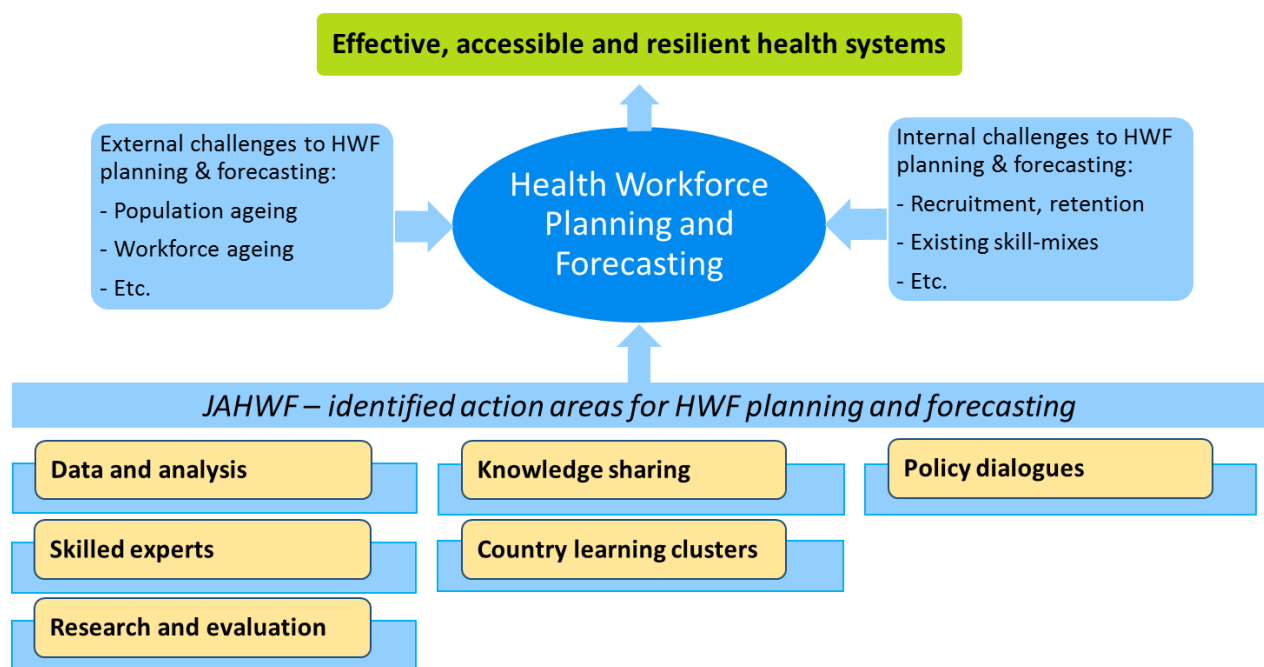 Effective, accessible and resilient health systems
External challenges to HWF
planning & forecasting:
- Population ageing
- Workforce ageing
- Etc.
Health Workforce
Planning and
Forecasting
Internal challenges to HWF
planning & forecasting:
- Recruitment, retention
- Existing skill-mixes
- Etc.
JAHWF – identified action areas for HWF planning and forecasting
Data and analysis
Skilled experts
Research and evaluation
Knowledge sharing
Country learning clusters
Policy dialogues